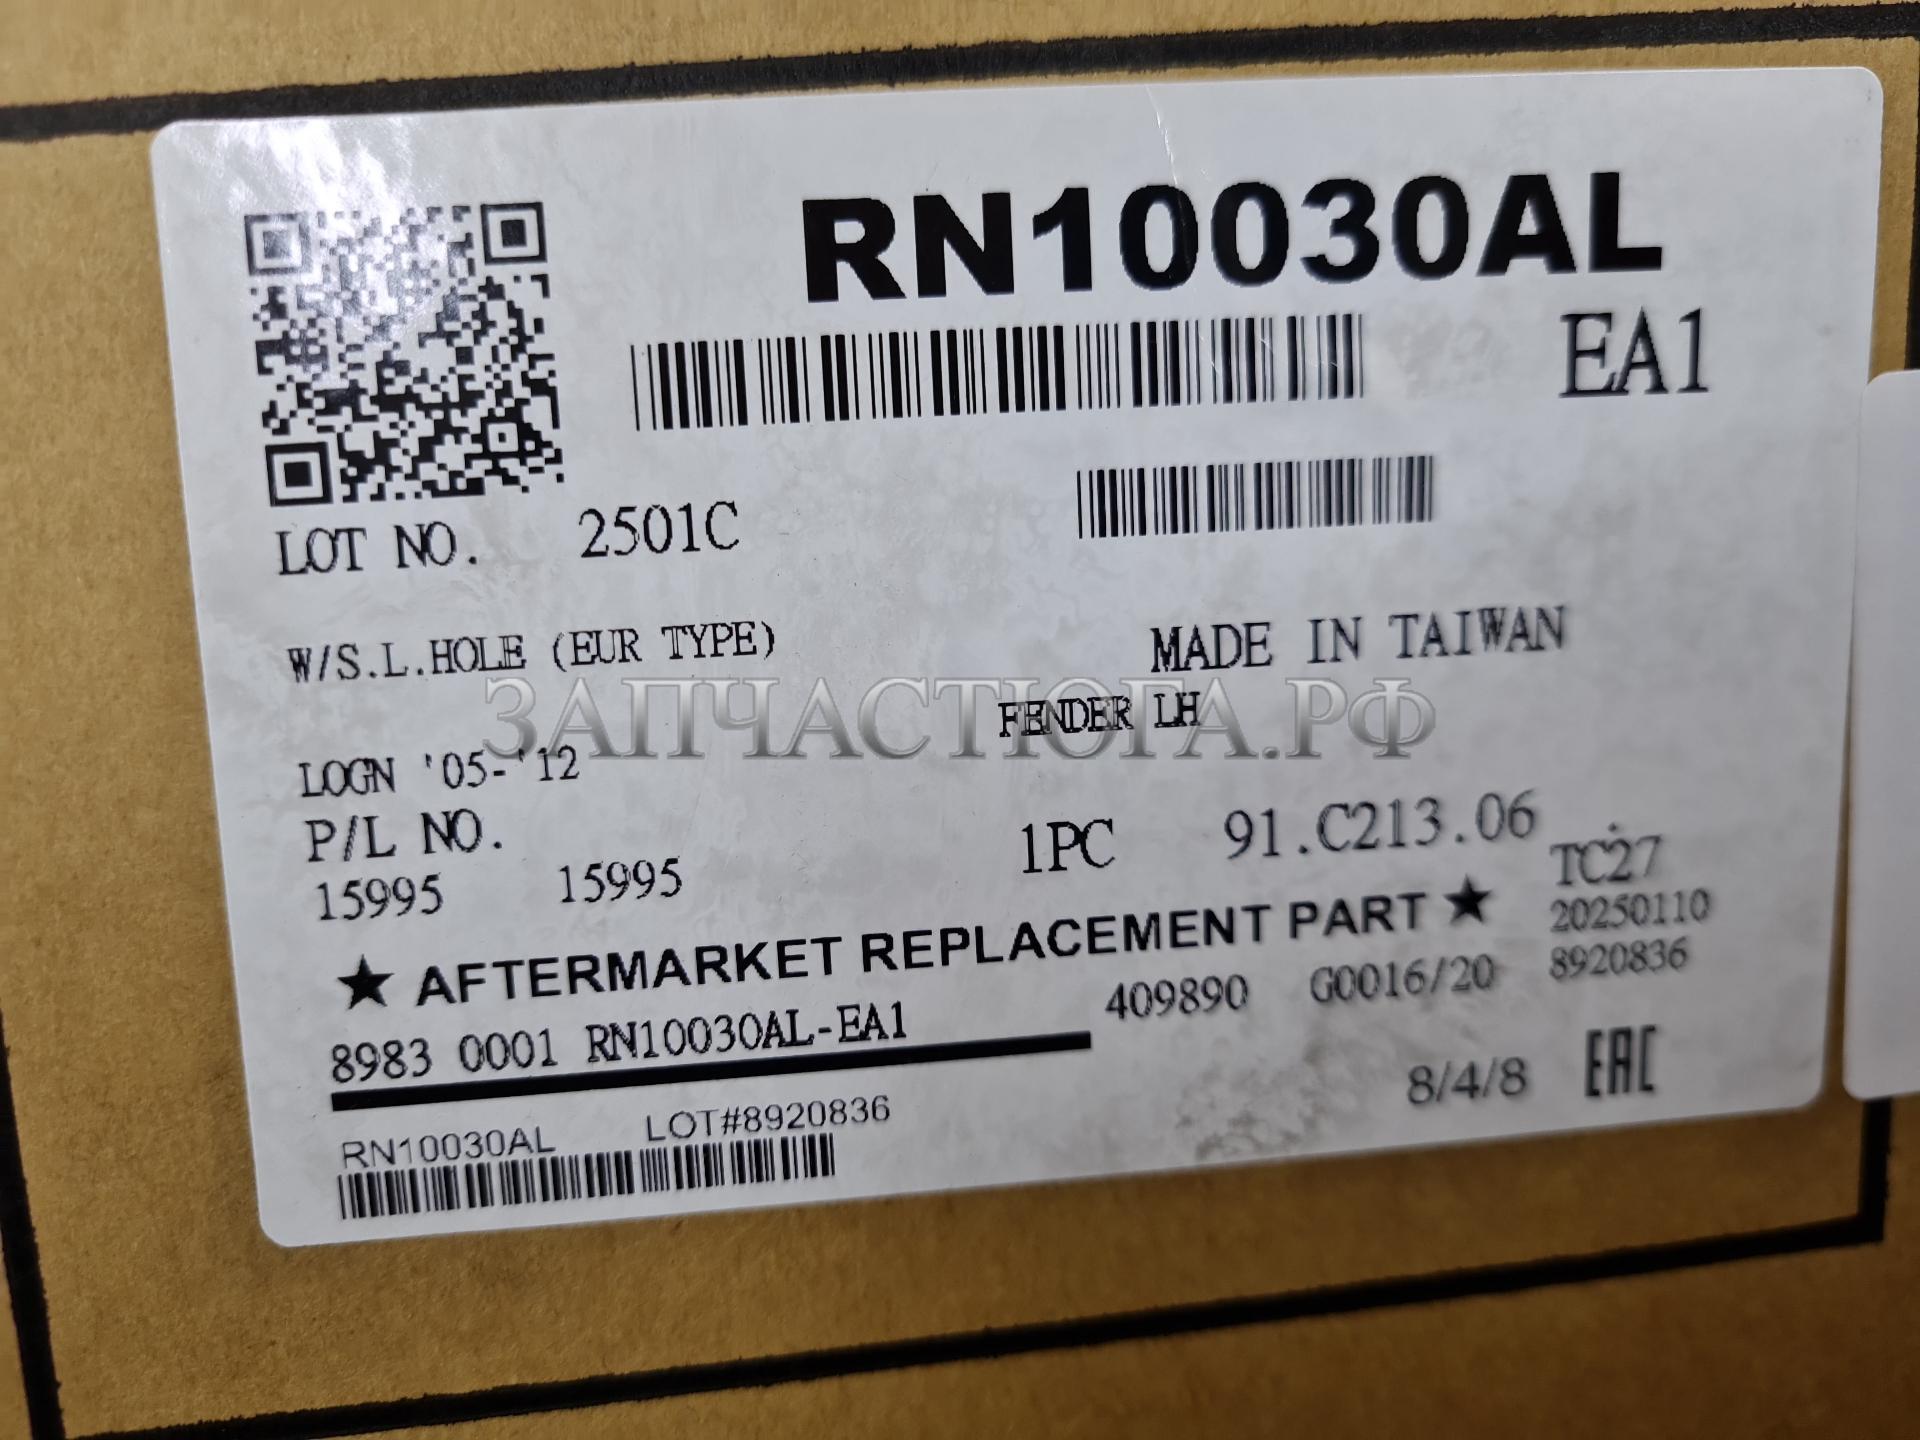 RN10030AL
EA1
LOT NO. 2501C
W/S.L.HOLE (EUR TYPE)
MADE IN TAIWAN
ЗАПЧАСТЮГА.РФ
FENDER LH
LOGN '05-'12
P/L NO.
1PC 91.C213.06
15995 15995
TC27
20250110
8920836
★ AFTERMARKET REPLACEMENT PART ★
8983 0001 RN10030AL-EA1
409890 G0016/20
8/4/8 EAC
RN10030AL LOT#8920836